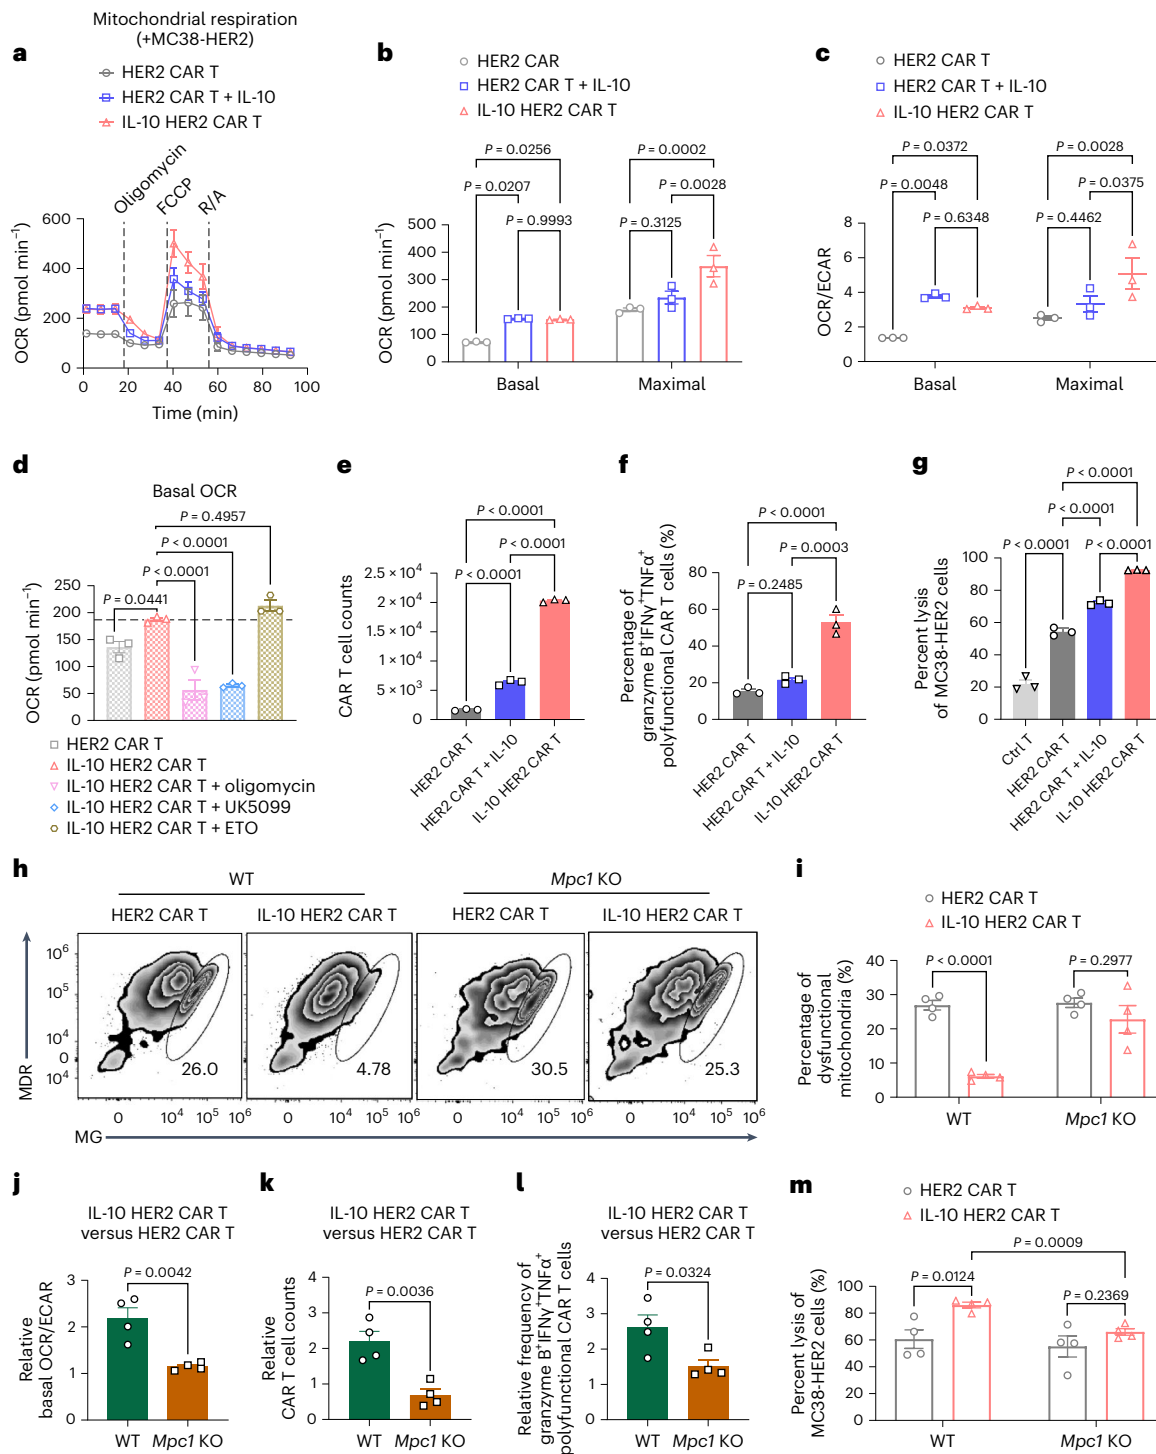 a
Mitochondrial respiration
(+MC38-HER2)
HER2 CAR T
HER2 CAR T + IL-10
IL-10 HER2 CAR T
Oligomycin
FCCP
R/A
OCR (pmol min⁻¹)
600
400
200
0
0 20 40 60 80 100
Time (min)
b
HER2 CAR
HER2 CAR T + IL-10
IL-10 HER2 CAR T
P = 0.0256
P = 0.0002
P = 0.0207
P = 0.0028
P = 0.9993
P = 0.3125
OCR (pmol min⁻¹)
500
400
300
200
100
0
Basal Maximal
c
HER2 CAR T
HER2 CAR T + IL-10
IL-10 HER2 CAR T
P = 0.0372
P = 0.0028
P = 0.0048
P = 0.0375
P = 0.6348
P = 0.4462
OCR/ECAR
8
6
4
2
0
Basal Maximal
d
Basal OCR
P = 0.4957
P < 0.0001
P < 0.0001
P = 0.0441
OCR (pmol min⁻¹)
250
200
150
100
50
0
HER2 CAR T
IL-10 HER2 CAR T
IL-10 HER2 CAR T + oligomycin
IL-10 HER2 CAR T + UK5099
IL-10 HER2 CAR T + ETO
e
P < 0.0001
P < 0.0001
P < 0.0001
CAR T cell counts
2.5 × 10⁴
2 × 10⁴
1.5 × 10⁴
1 × 10⁴
5 × 10³
0
HER2 CAR T
HER2 CAR T + IL-10
IL-10 HER2 CAR T
f
P < 0.0001
P = 0.0003
P = 0.2485
Percentage of
granzyme B⁺IFNγ⁺TNFα⁺
polyfunctional CAR T cells (%)
80
60
40
20
0
HER2 CAR T
HER2 CAR T + IL-10
IL-10 HER2 CAR T
g
P < 0.0001
P < 0.0001
P < 0.0001
P < 0.0001
Percent lysis
of MC38-HER2 cells
100
80
60
40
20
0
Ctrl T
HER2 CAR T
HER2 CAR T + IL-10
IL-10 HER2 CAR T
h
WT
Mpc1 KO
HER2 CAR T
IL-10 HER2 CAR T
HER2 CAR T
IL-10 HER2 CAR T
MDR
10⁶
10⁵
10⁴
0
10⁴
26.0
4.78
30.5
25.3
0 10⁴ 10⁵ 10⁶
0 10⁴ 10⁵ 10⁶
0 10⁴ 10⁵ 10⁶
0 10⁴ 10⁵ 10⁶
MG
i
HER2 CAR T
IL-10 HER2 CAR T
P < 0.0001
P = 0.2977
Percentage of
dysfunctional
mitochondria (%)
40
30
20
10
0
WT Mpc1 KO
j
IL-10 HER2 CAR T
versus HER2 CAR T
P = 0.0042
Relative
basal OCR/ECAR
3
2
1
0
WT Mpc1 KO
k
IL-10 HER2 CAR T
versus HER2 CAR T
P = 0.0036
Relative
CAR T cell counts
4
3
2
1
0
WT Mpc1 KO
l
IL-10 HER2 CAR T
versus HER2 CAR T
P = 0.0324
Relative frequency of
granzyme B⁺IFNγ⁺TNFα⁺
polyfunctional CAR T cells
4
3
2
1
0
WT Mpc1 KO
m
HER2 CAR T
IL-10 HER2 CAR T
P = 0.0009
P = 0.0124
P = 0.2369
Percent lysis of
MC38-HER2 cells (%)
100
80
60
40
20
0
WT Mpc1 KO